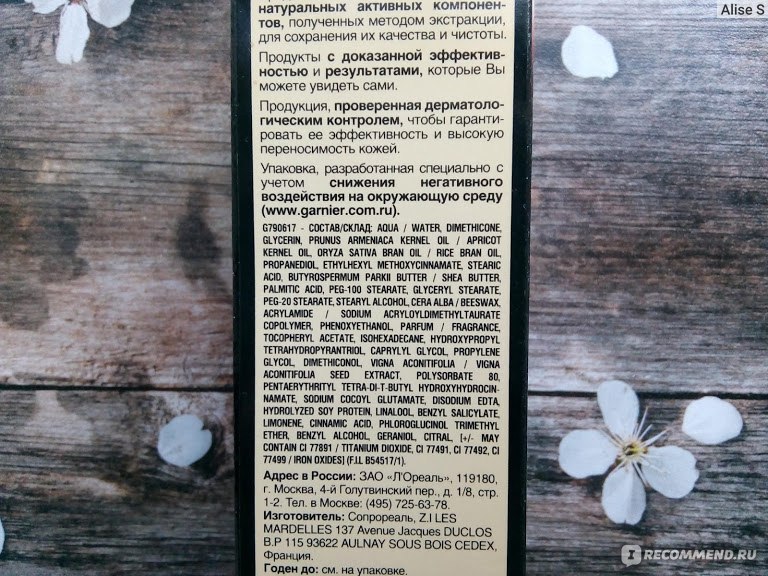 Alise S
натуральных активных компонен-
тов, полученных методом экстракции,
для сохранения их качества и чистоты.
Продукты с доказанной эффектив-
ностью и результатами, которые Вы
можете увидеть сами.
Продукция, проверенная дерматоло-
гическим контролем, чтобы гаранти-
ровать ее эффективность и высокую
переносимость кожей.
Упаковка, разработанная специально с
учетом снижения негативного
воздействия на окружающую среду
(www.garnier.com.ru).
G790617 - СОСТАВ/СКЛАД: AQUA / WATER, DIMETHICONE,
GLYCERIN, PRUNUS ARMENIACA KERNEL OIL / APRICOT
KERNEL OIL, ORYZA SATIVA BRAN OIL / RICE BRAN OIL,
PROPANEDIOL, ETHYLHEXYL METHOXYCINNAMATE, STEARIC
ACID, BUTYROSPERMUM PARKII BUTTER / SHEA BUTTER,
PALMITIC ACID, PEG-100 STEARATE, GLYCERYL STEARATE,
PEG-20 STEARATE, STEARYL ALCOHOL, CERA ALBA / BEESWAX,
ACRYLAMIDE / SODIUM ACRYLOYLDIMETHYLTAURATE
COPOLYMER, PHENOXYETHANOL, PARFUM / FRAGRANCE,
TOCOPHERYL ACETATE, ISOHEXADECANE, HYDROXYPROPYL
TETRAHYDROPYRANTRIOL, CAPRYLYL GLYCOL, PROPYLENE
GLYCOL, DIMETHICONOL, VIGNA ACONITIFOLIA / VIGNA
ACONITIFOLIA SEED EXTRACT, POLYSORBATE 80,
PENTAERYTHRITYL TETRA-DI-T-BUTYL HYDROXYHYDROCIN-
NAMATE, SODIUM COCOYL GLUTAMATE, DISODIUM EDTA,
HYDROLYZED SOY PROTEIN, LINALOOL, BENZYL SALICYLATE,
LIMONENE, CINNAMIC ACID, PHLOROGLUCINOL TRIMETHYL
ETHER, BENZYL ALCOHOL, GERANIOL, CITRAL, [+/- MAY
CONTAIN CI 77891 / TITANIUM DIOXIDE, CI 77491, CI 77492, CI
77499 / IRON OXIDES] (F.I.L B54517/1).
Адрес в России: ЗАО «Л'Ореаль», 119180,
г. Москва, 4-й Голутвинский пер., д. 1/8, стр.
1-2. Тел. в Москве: (495) 725-63-78.
Изготовитель: Сопрореаль, Z.I LES
MARDELLES 137 Avenue Jacques DUCLOS
B.P 115 93622 AULNAY SOUS BOIS CEDEX,
Франция.
Годен до: см. на упаковке.
I RECOMMEND.RU